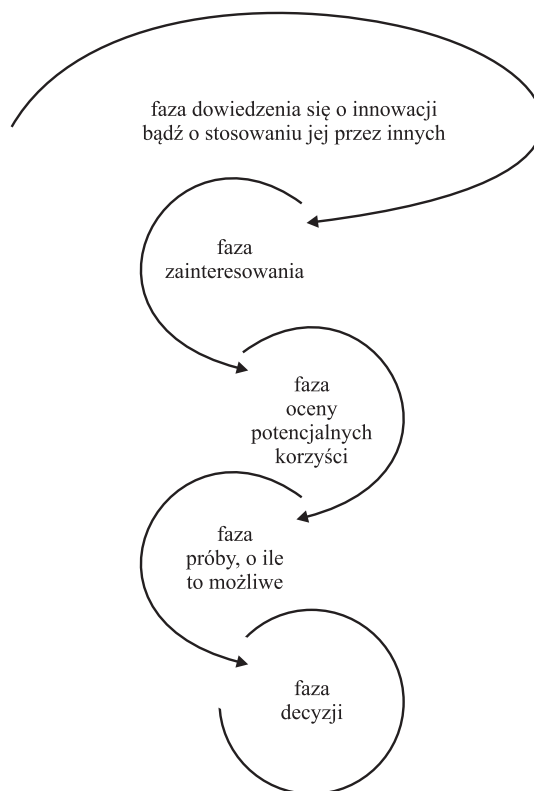 faza dowiedzenia się o innowacji
bądź o stosowaniu jej przez innych
faza
zainteresowania
faza
oceny
potencjalnych
korzyści
faza
próby, o ile
to możliwe
faza
decyzji